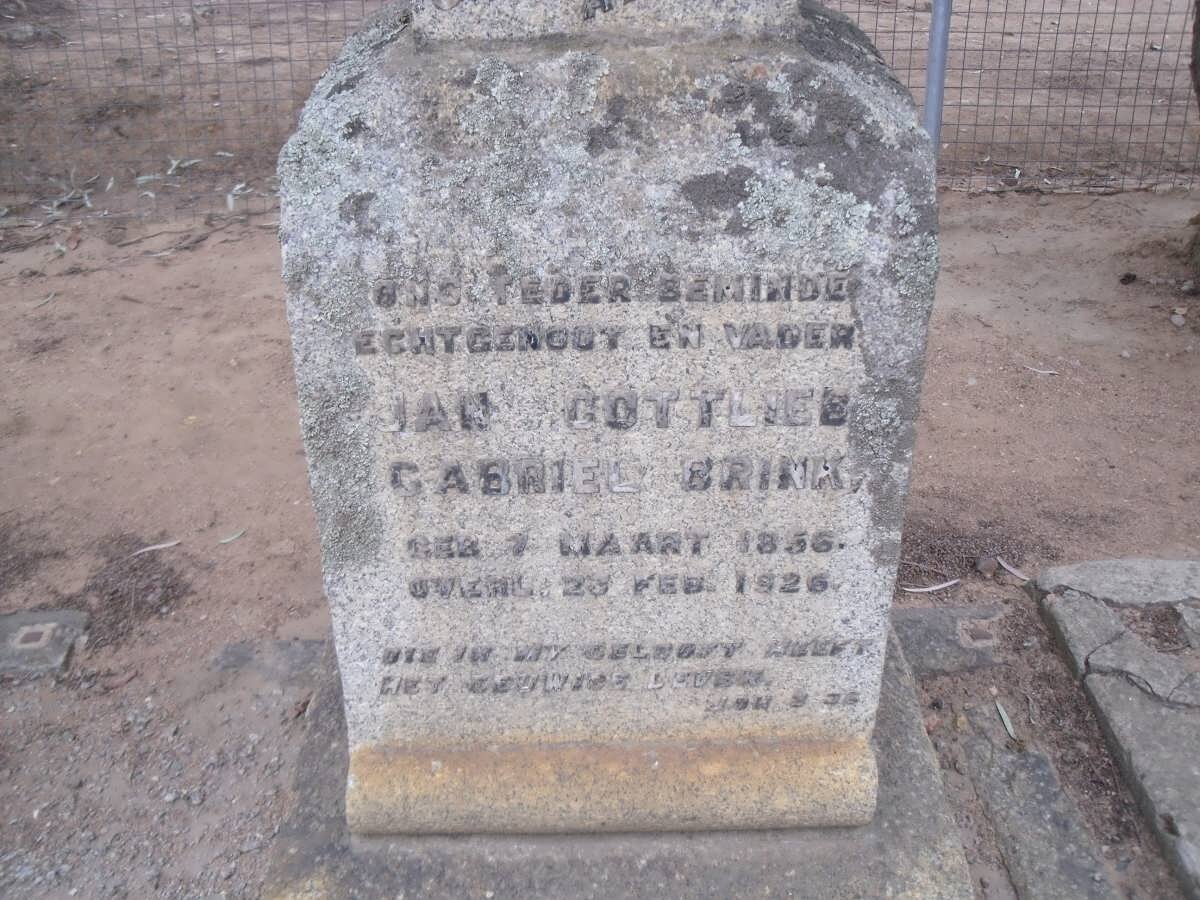 ONS TEDER BEMINDE
ECHTGENOOT EN VADER
JAN GOTTLIEB
GABRIEL BRINK.
GEB. 7 MAART 1856.
OVERL. 23 FEB. 1926.
DIE IN MY GELOOFT HEEFT
HET EEUWIGE LEVEN.
JOH 3 36